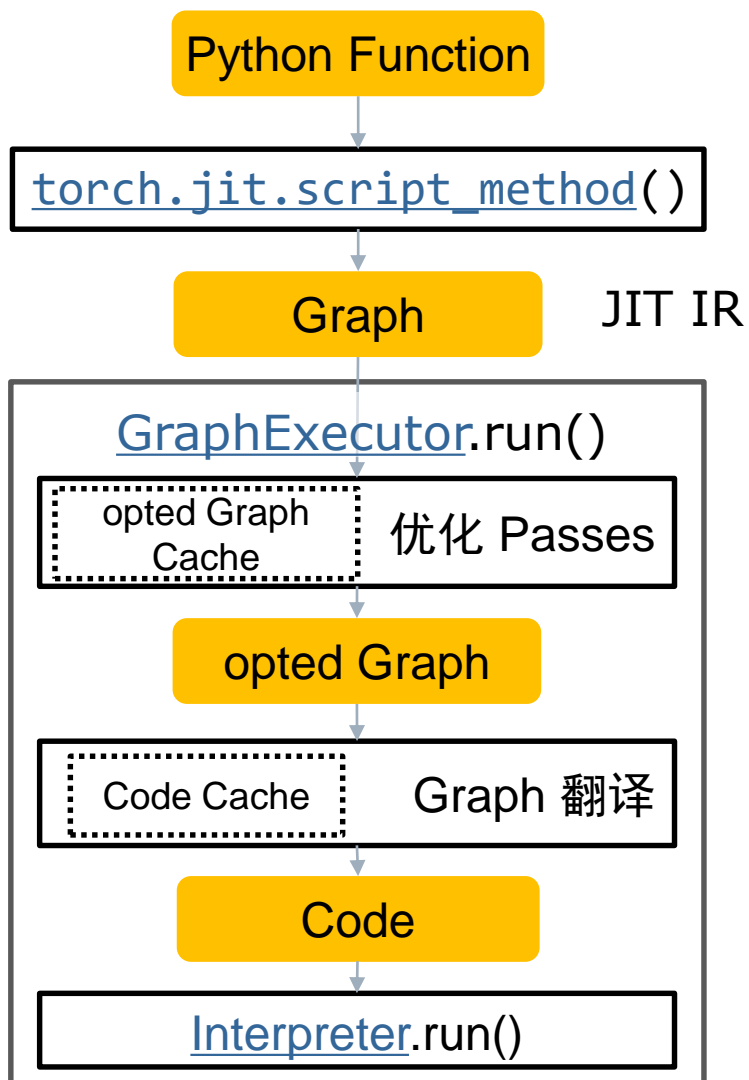 Python Function
torch.jit.script_method()
Graph
JIT IR
GraphExecutor.run()
opted Graph
Cache
优化 Passes
opted Graph
Code Cache
Graph 翻译
Code
Interpreter.run()